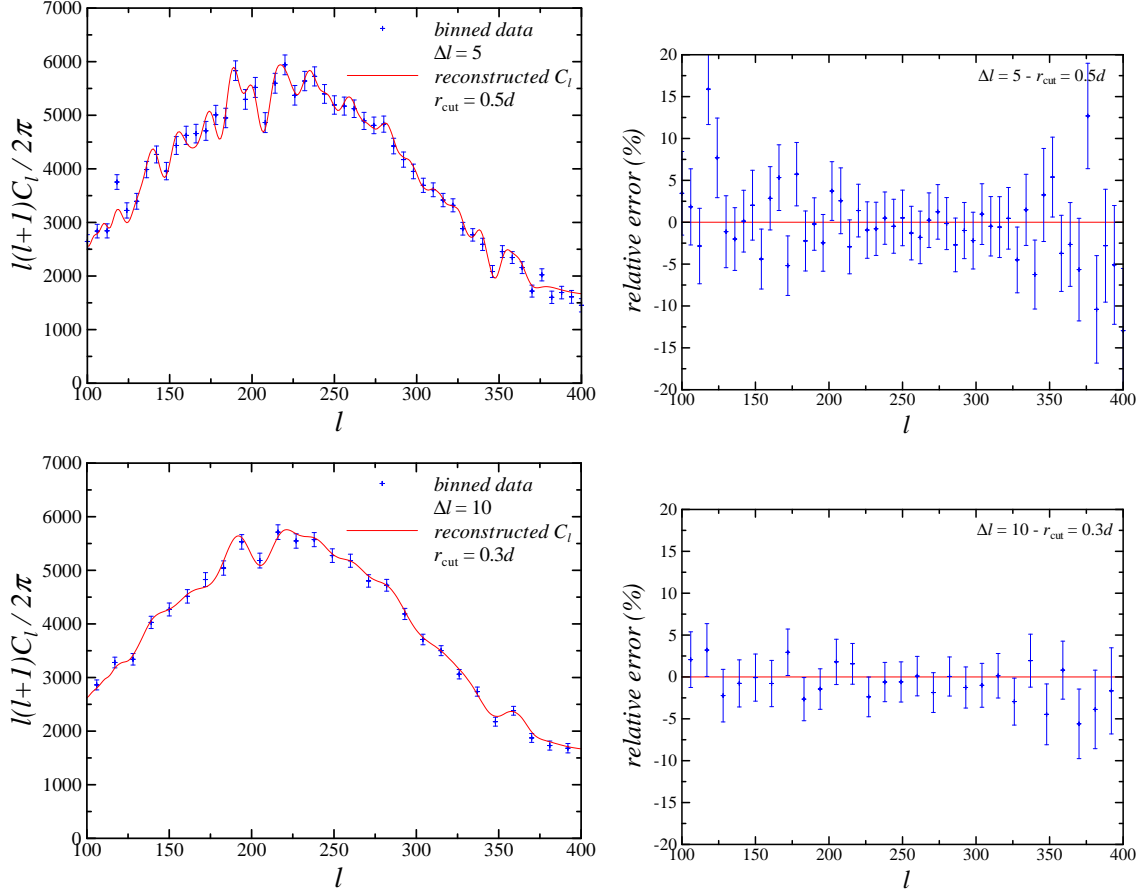 7000
6000
5000
4000
3000
2000
1000
0
l(l+1)C_l / 2π
binned data
Δl = 5
reconstructed C_l
r_cut = 0.5d
100 150 200 250 300 350 400
l
20
15
10
5
0
-5
-10
-15
-20
relative error (%)
Δl = 5 - r_cut = 0.5d
100 150 200 250 300 350 400
l
7000
6000
5000
4000
3000
2000
1000
0
l(l+1)C_l / 2π
binned data
Δl = 10
reconstructed C_l
r_cut = 0.3d
100 150 200 250 300 350 400
l
20
15
10
5
0
-5
-10
-15
-20
relative error (%)
Δl = 10 - r_cut = 0.3d
100 150 200 250 300 350 400
l